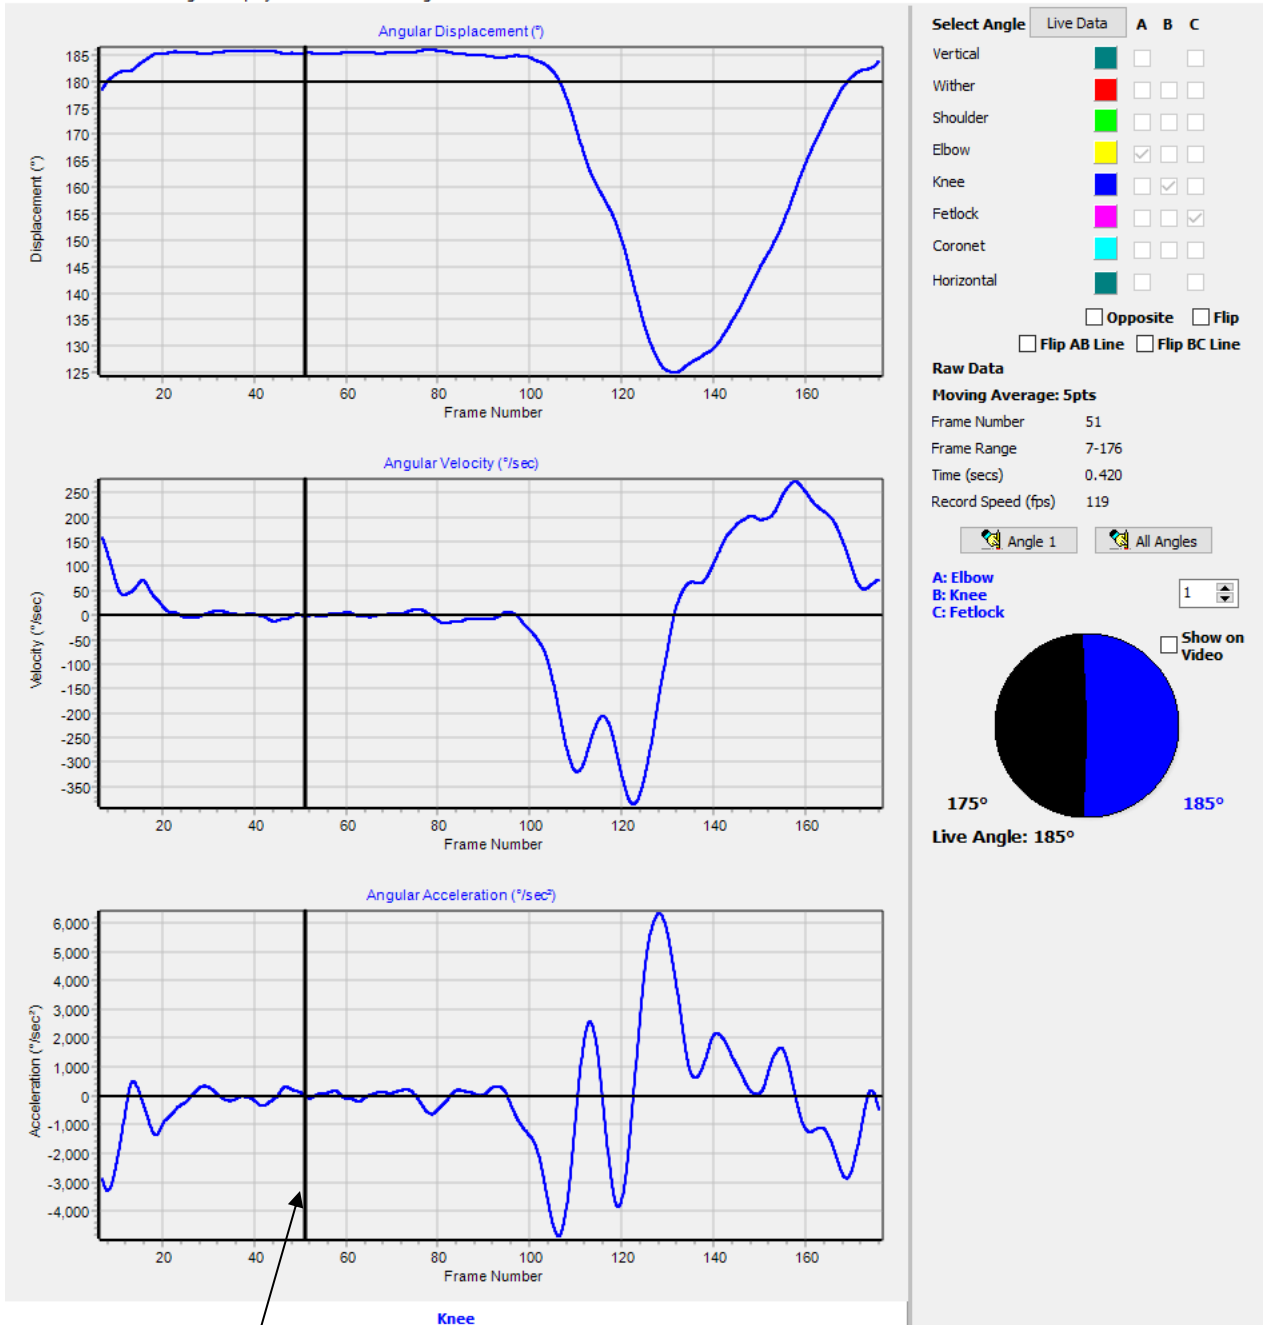 Angular Displacement (°)
185
180
175
170
165
160
155
150
145
140
135
130
125
Displacement (°)
20 40 60 80 100 120 140 160
Frame Number
Angular Velocity (°/sec)
250
200
150
100
50
0
-50
-100
-150
-200
-250
-300
-350
Velocity (°/sec)
20 40 60 80 100 120 140 160
Frame Number
Angular Acceleration (°/sec²)
6,000
5,000
4,000
3,000
2,000
1,000
0
-1,000
-2,000
-3,000
-4,000
Acceleration (°/sec²)
20 40 60 80 100 120 140 160
Frame Number
Knee
Select Angle Live Data A B C
Vertical
Wither
Shoulder
Elbow
Knee
Fetlock
Coronet
Horizontal
Opposite Flip
Flip AB Line Flip BC Line
Raw Data
Moving Average: 5pts
Frame Number 51
Frame Range 7-176
Time (secs) 0.420
Record Speed (fps) 119
Angle 1 All Angles
A: Elbow
B: Knee
C: Fetlock
1
Show on
Video
175° 185°
Live Angle: 185°